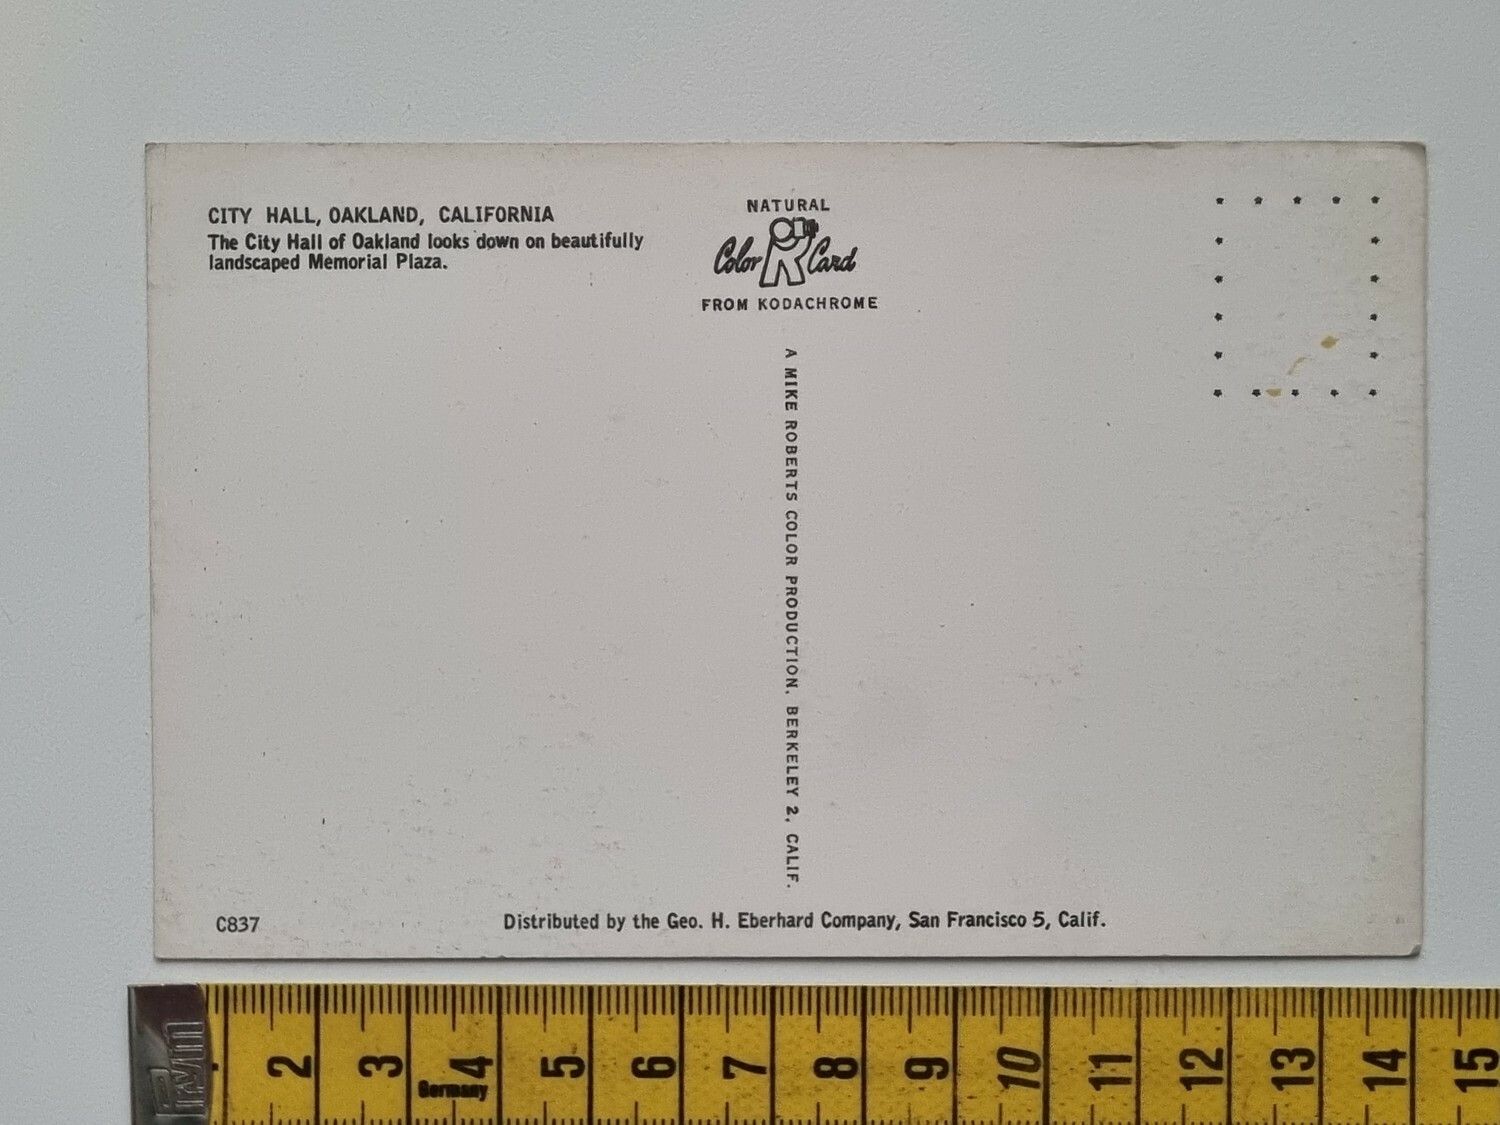 CITY HALL, OAKLAND, CALIFORNIA
The City Hall of Oakland looks down on beautifully
landscaped Memorial Plaza.
NATURAL
Color Card
FROM KODACHROME
A MIKE ROBERTS COLOR PRODUCTION, BERKELEY 2, CALIF.
C837
Distributed by the Geo. H. Eberhard Company, San Francisco 5, Calif.
2 3 4 5 6 7 8 9 10 11 12 13 14 15
Germany